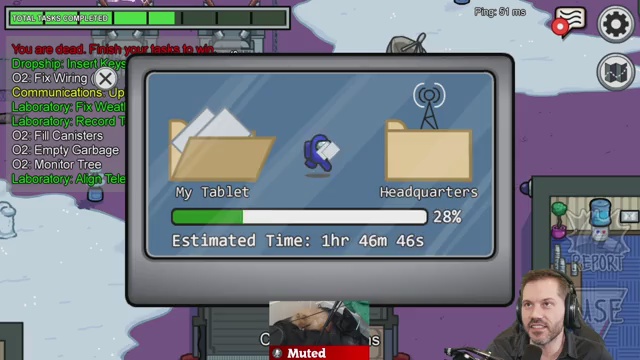 TOTAL TASKS COMPLETED
Ping: 51 ms
You are dead. Finish your tasks to win.
Dropship: Insert Keys
O2: Fix Wiring (
Communications: Up
Laboratory: Fix Weat
Laboratory: Record T
O2: Fill Canisters
O2: Empty Garbage
O2: Monitor Tree
Laboratory: Align Tele
My Tablet
Headquarters
28%
Estimated Time: 1hr 46m 46s
REPORT
Muted